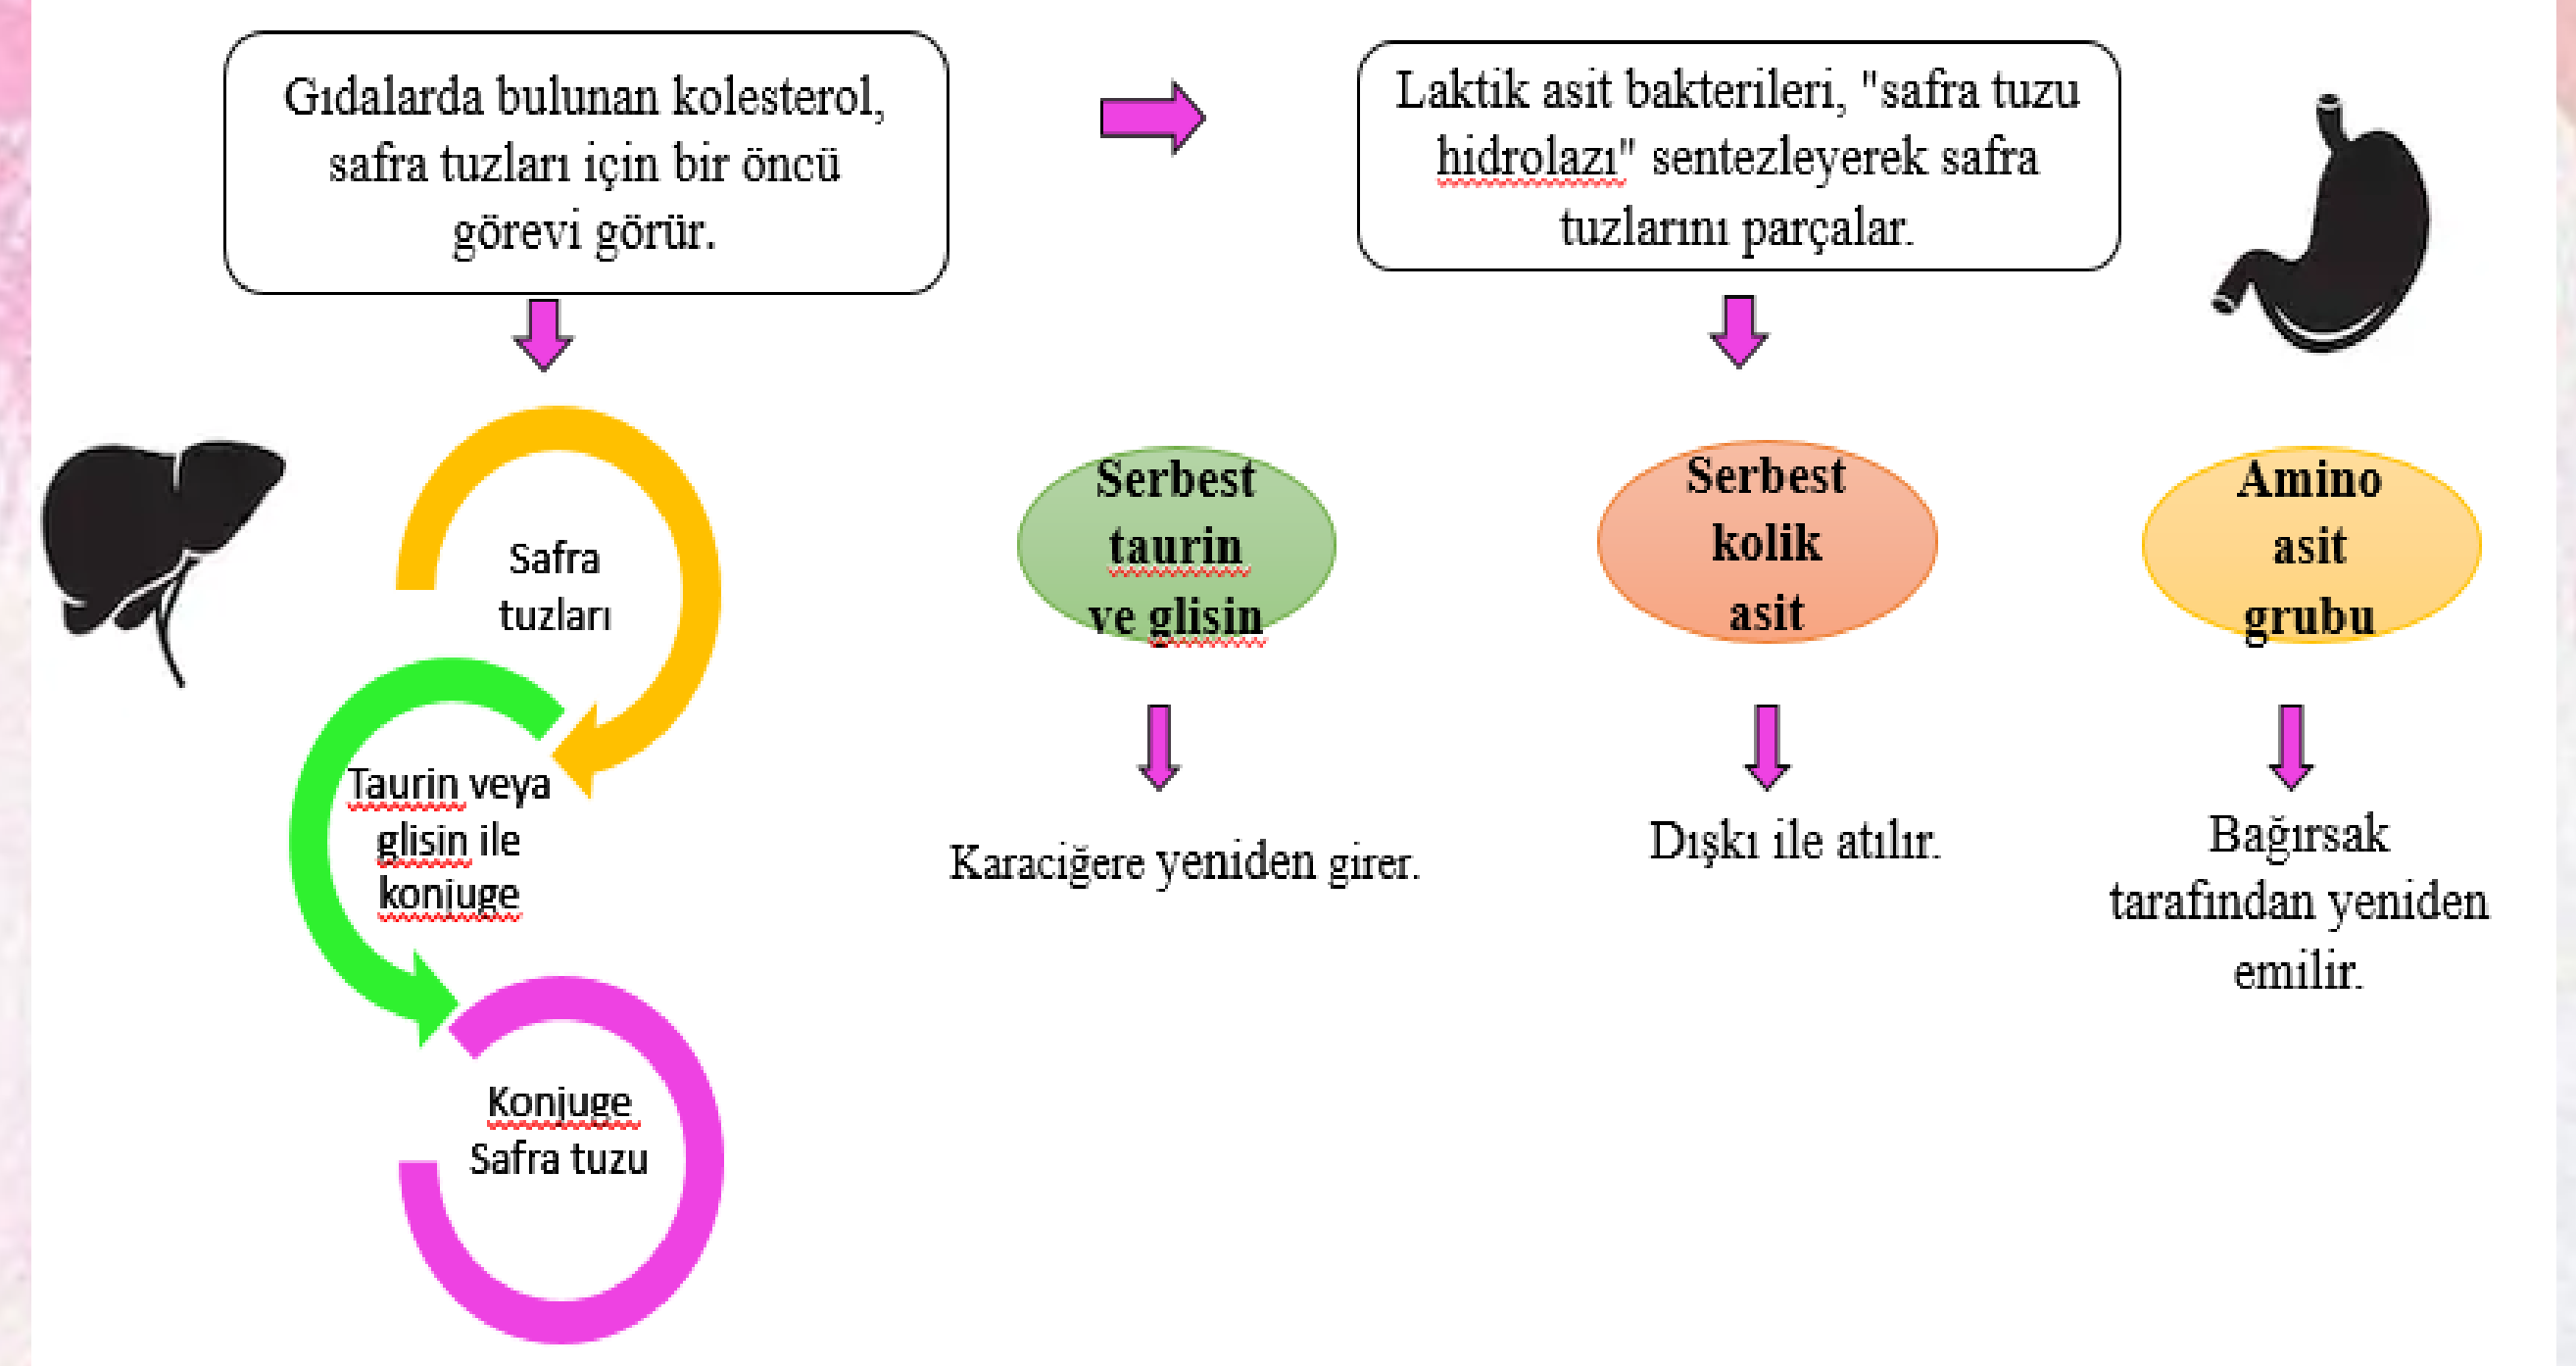 Gıdalarda bulunan kolesterol,
safra tuzları için bir öncü
görevi görür.
Laktik asit bakterileri, "safra tuzu
hidrolazı" sentezleyerek safra
tuzlarını parçalar.
Safra
tuzları
Taurin veya
glisin ile
konjuge
Konjuge
Safra tuzu
Serbest
taurin
ve glisin
Karaciğere yeniden girer.
Serbest
kolik
asit
Dışkı ile atılır.
Amino
asit
grubu
Bağırsak
tarafından yeniden
emilir.